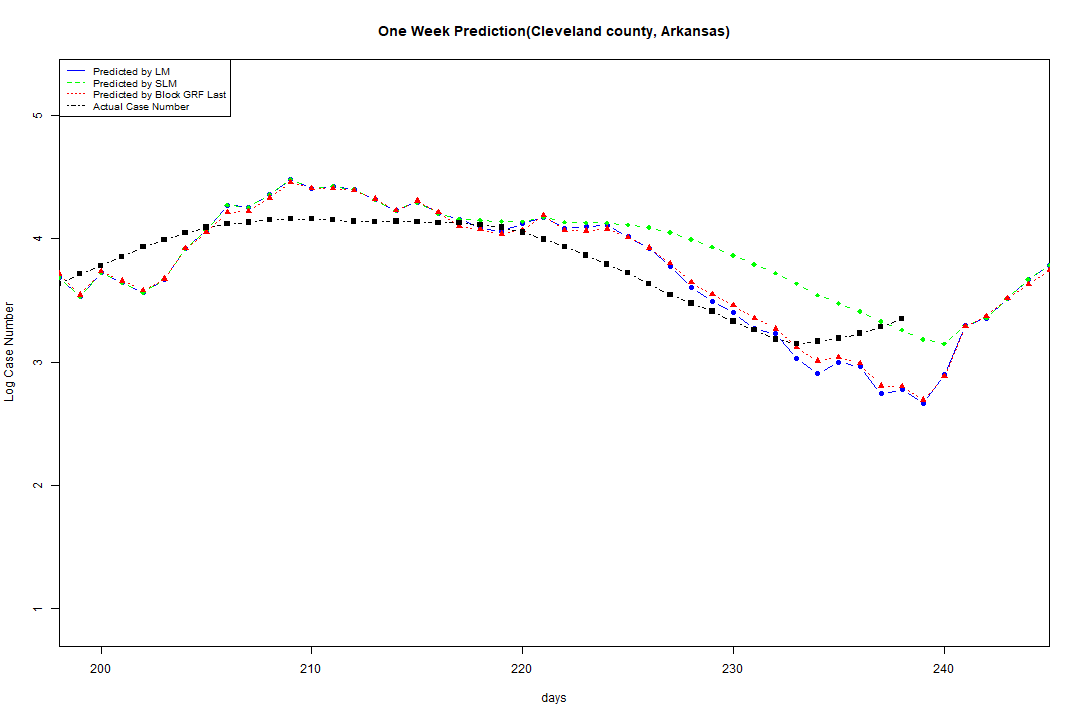 One Week Prediction(Cleveland county, Arkansas)
Predicted by LM
Predicted by SLM
Predicted by Block GRF Last
Actual Case Number
5
4
3
2
1
Log Case Number
200 210 220 230 240
days